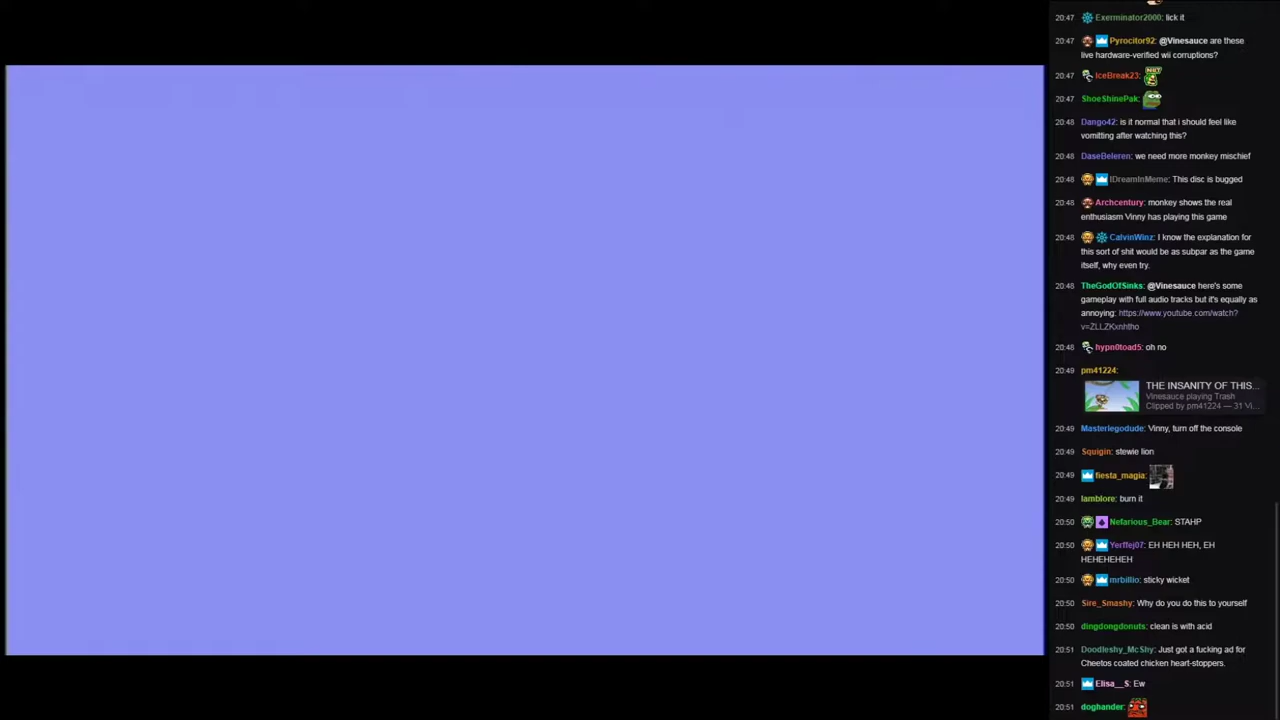 20:47 Exerminator2000: lick it
20:47 Pyrocitor92: @Vinesauce are these
live hardware-verified wii corruptions?
20:47 IceBreak23:
20:47 ShoeShinePak:
20:48 Dango42: is it normal that i should feel like
vomitting after watching this?
20:48 DaseBeleren: we need more monkey mischief
20:48 IDreamInMeme: This disc is bugged
20:48 Archcentury: monkey shows the real
enthusiasm Vinny has playing this game
20:48 CalvinWinz: I know the explanation for
this sort of shit would be as subpar as the game
itself, why even try.
20:48 TheGodOfSinks: @Vinesauce here's some
gameplay with full audio tracks but it's equally as
annoying: https://www.youtube.com/watch?
v=ZLLZKxnhtho
20:48 hypn0toad5: oh no
20:49 pm41224:
THE INSANITY OF THIS...
Vinesauce playing Trash
Clipped by pm41224 — 31 Vi...
20:49 Masterlegodude: Vinny, turn off the console
20:49 Squigin: stewie lion
20:49 fiesta_magia:
20:49 lamblore: burn it
20:50 Nefarious_Bear: STAHP
20:50 Yerffej07: EH HEH HEH, EH
HEHEHEHEH
20:50 mrbillio: sticky wicket
20:50 Sire_Smashy: Why do you do this to yourself
20:50 dingdongdonuts: clean is with acid
20:51 Doodleshy_McShy: Just got a fucking ad for
Cheetos coated chicken heart-stoppers.
20:51 Elisa__S: Ew
20:51 doghander: